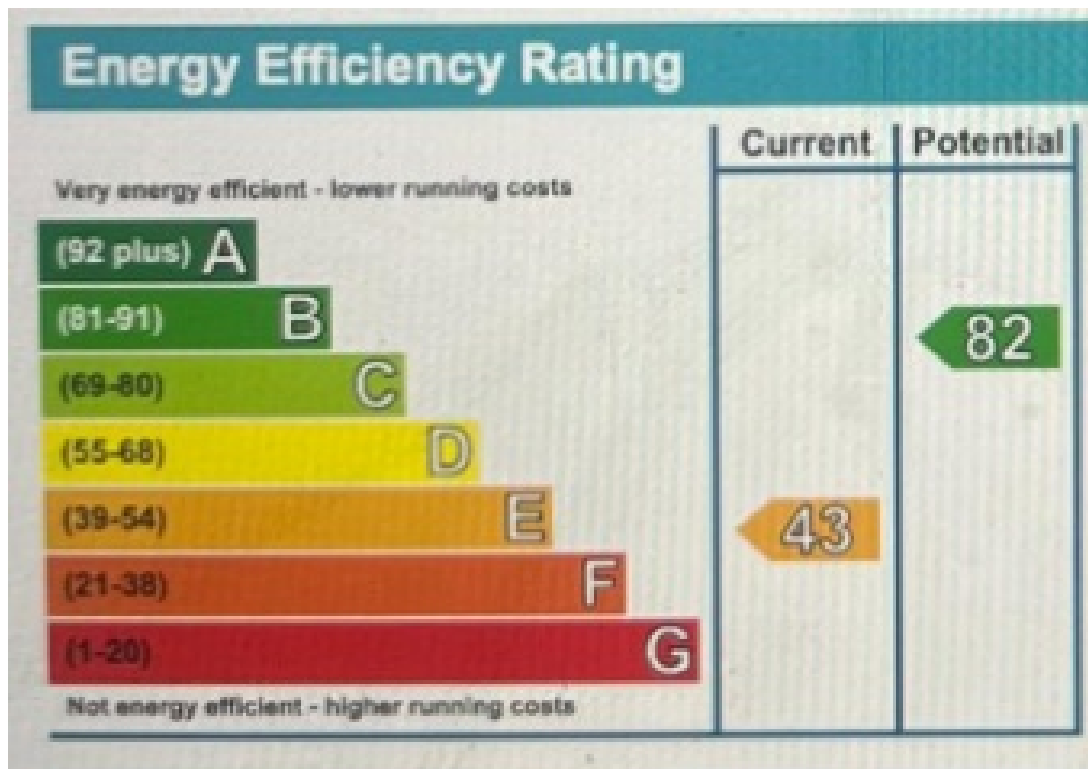 Energy Efficiency Rating
Current Potential
Very energy efficient - lower running costs
(92 plus) A
(81-91) B
82
(69-80) C
(55-68) D
(39-54) E
43
(21-38) F
(1-20) G
Not energy efficient - higher running costs